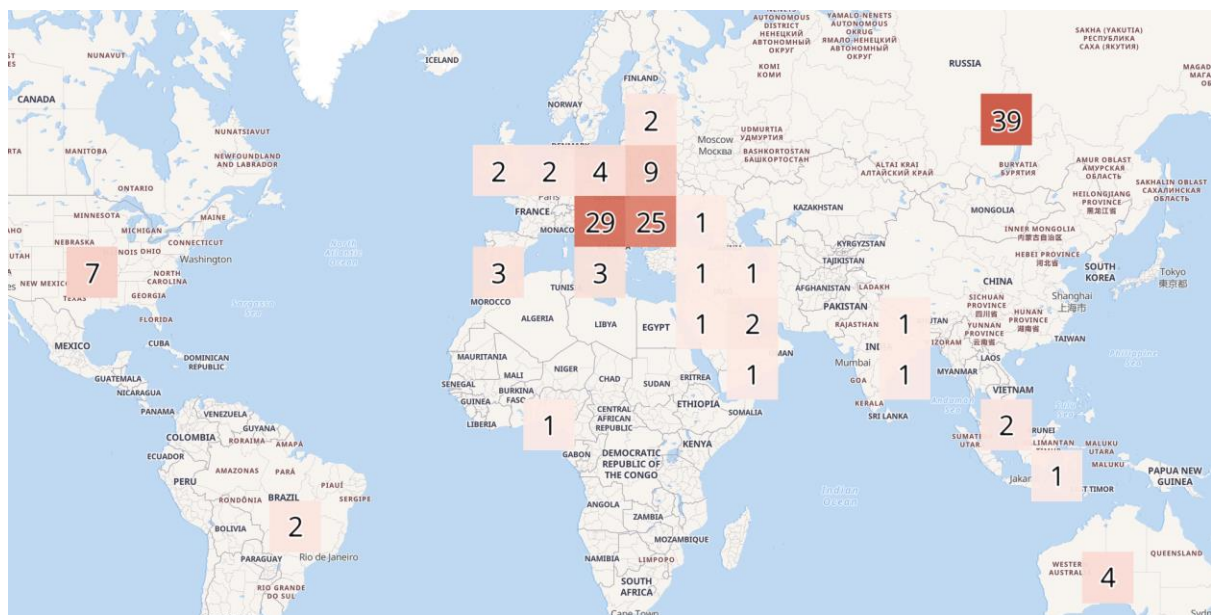 NENETS
AUTONOMOUS
DISTRICT
НЕНЕЦКИЙ
АВТОНОМНЫЙ
ОКРУГ
YAMALO-NENETS
AUTONOMOUS
OKRUG
ЯМАЛО-НЕНЕЦКИЙ
АВТОНОМНЫЙ
ОКРУГ
SAKHA (YAKUTIA)
РЕСПУБЛИКА
САХА (ЯКУТИЯ)
NUNAVUT
ICELAND
KOMI
КОМИ
RUSSIA
CANADA
FINLAND
NORWAY
39
NUNATSIAVUT
2
Moscow
Москва
UDMURTIA
УДМУРТИЯ
BASHKORTOSTAN
БАШКОРТОСТАН
MANITOBA
NEWFOUNDLAND
AND LABRADOR
2
2
4
9
ALTAI KRAI
АЛТАЙСКИЙ КРАЙ
BURYATIA
БУРЯТИЯ
AMUR OBLAST
АМУРСКАЯ
ОБЛАСТЬ
SAKHALIN OBLAST
САХАЛИНСКАЯ
ОБЛАСТЬ
ONTARIO
Paris
FRANCE
HEILONGJIANG
PROVINCE
黑龙江省
MINNESOTA
MAINE
MICHIGAN
MONACO
29
25
1
KAZAKHSTAN
MONGOLIA
NEBRASKA
CONNECTICUT
OHIO
North
Atlantic
Ocean
INNER MONGOLIA
内蒙古自治区
UTAH
7
Washington
KYRGYZSTAN
TAJIKISTAN
HEBEI PROVINCE
河北省
SOUTH
KOREA
Tokyo
東京都
NEW MEXICO
TEXAS
NORTH
CAROLINA
GEORGIA
3
MOROCCO
3
1
1
AFGHANISTAN
LADAKH
CHINA
PAKISTAN
Shanghai
上海市
FLORIDA
Sargasso
Sea
ALGERIA
LIBYA
EGYPT
1
2
RAJASTHAN
1
SICHUAN
PROVINCE
四川省
HUNAN
PROVINCE
湖南省
YUNNAN
PROVINCE
云南省
TAIWAN
MEXICO
CUBA
DOMINICAN
REPUBLIC
MAURITANIA
Mumbai
LAOS
MYANMAR
Philippine
Sea
GUATEMALA
NICARAGUA
MALI
NIGER
CHAD
SUDAN
ERITREA
1
GOA
1
VIETNAM
SENEGAL
GUINEA
BURKINA
KERALA
SRI LANKA
PANAMA
VENEZUELA
GUYANA
LIBERIA
1
CENTRAL
AFRICAN
REPUBLIC
ETHIOPIA
SOMALIA
COLOMBIA
RORAIMA
AMAPÁ
2
ECUADOR
GABON
KENYA
MALUKU
UTARA
AMAZONAS
PARÁ
DEMOCRATIC
REPUBLIC OF
THE CONGO
PERU
PIAUÍ
1
MALUKU
PAPUA NEW
GUINEA
RONDÔNIA
BRAZIL
SERGIPE
ANGOLA
Indian
Ocean
BOLIVIA
2
ZAMBIA
PARAGUAY
Rio de Janeiro
MOZAMBIQUE
NAMIBIA
LIMPOPO
QUEENSLAND
4
RIO GRANDE
DO SUL
SOUTH
AFRICA
Cape Town